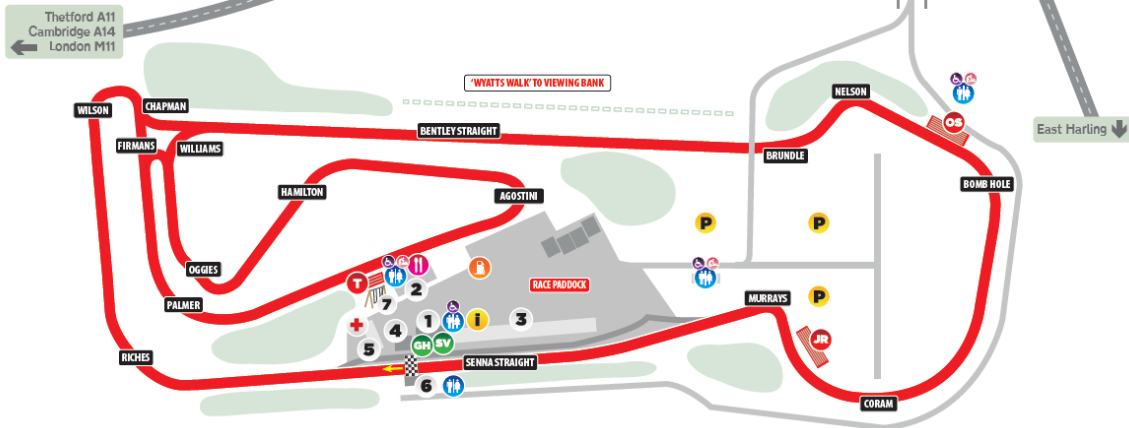 Thetford A11
Cambridge A14
London M11
'WYATTS WALK' TO VIEWING BANK
NELSON
WILSON
CHAPMAN
OS
BENTLEY STRAIGHT
East Harling
FIRMANS
WILLIAMS
BRUNDLE
BOMB HOLE
HAMILTON
AGOSTINI
P
P
OGGIES
T
2
RACE PADDOCK
PALMER
7
MURRAYS
P
4
1
i
3
JR
RICHES
5
GH
SV
SENNA STRAIGHT
6
CORAM